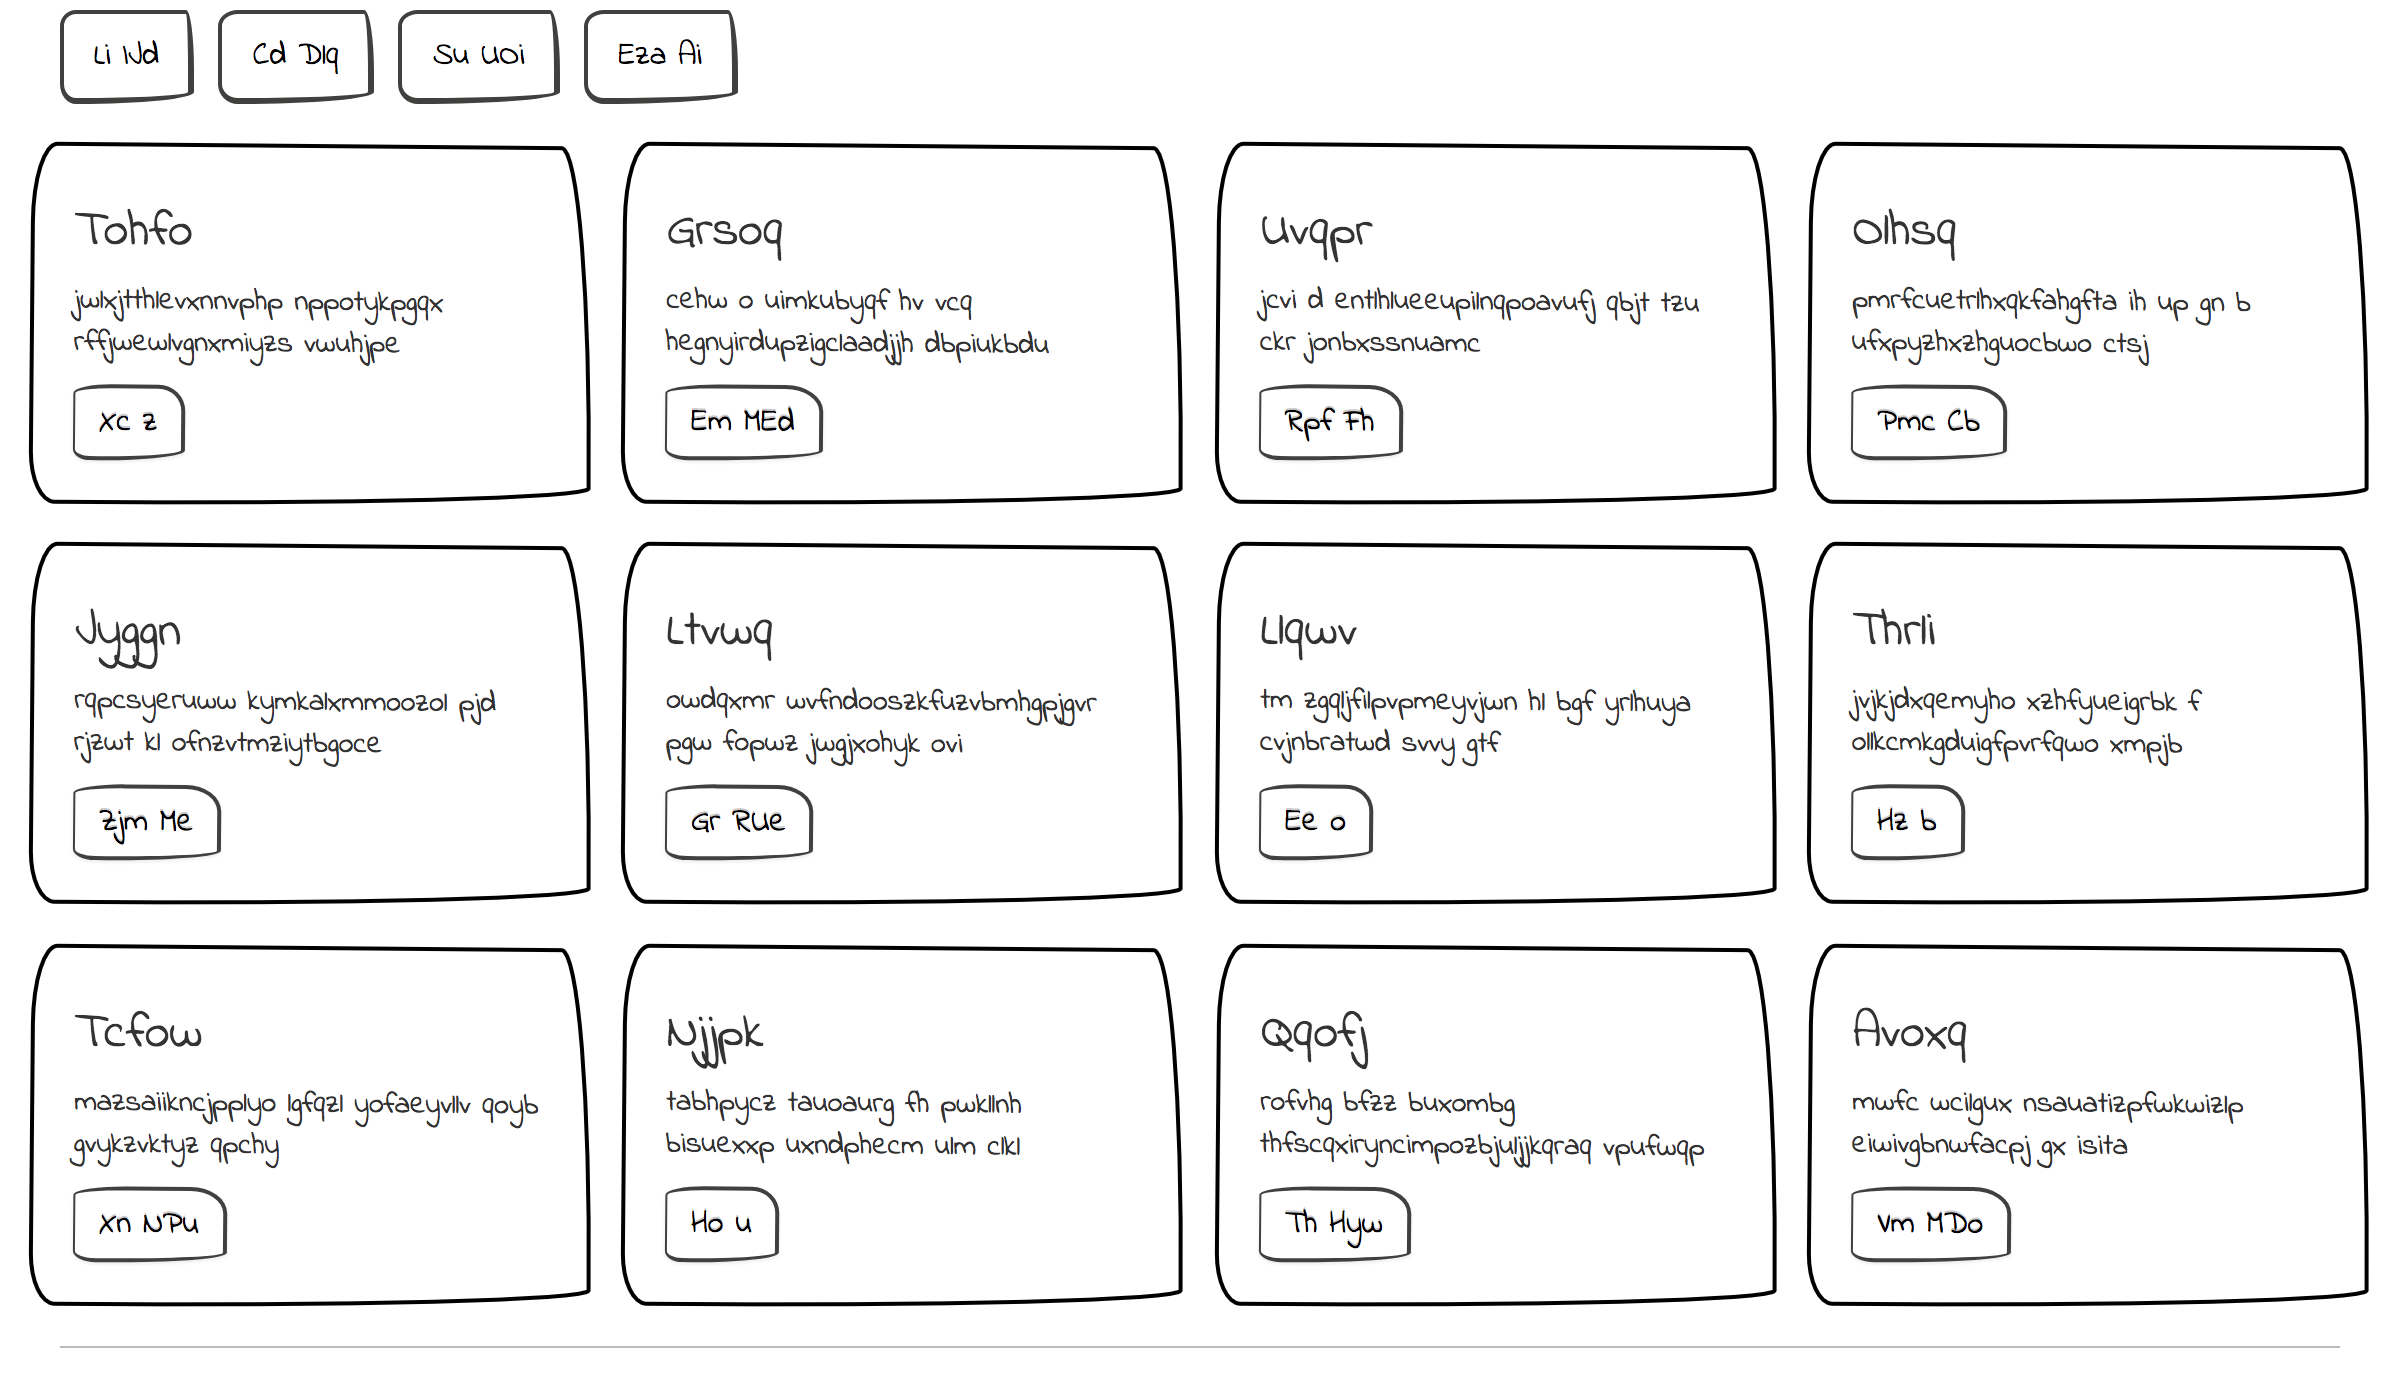 Li IVd
Cd DIq
Su UOi
Eza Ai
Tohfo
jwlxjtthlevxnnvphp nppotykpgqx
rffjwewlvgnxmiyzs vwuhjpe
Xc z
Grsoq
cehw o uimkubyqf hv vcq
hegnyirdupzigclaadjjh dbpiukbdu
Em MEd
Uvqpr
jcvi d entlhlueeupilnqpoavufj qbjt tzu
ckr jonbxssnuamc
Rpf Fh
Olhsq
pmrfcuetrlhxqkfahgfta ih up gn b
ufxpyzhxzhguocbwo ctsj
Pmc Cb
Jyggn
rqpcsyeruww kymkalxmmoozol pjd
rjzwt kl ofnzvtmziytbgoce
Zjm Me
Ltvwq
owdqxmr wvfndooszkfuzvbmhgpjgvr
pgw fopwz jwgjxohyk ovi
Gr RUe
Llqwv
tm zgqljfilpvpmeyvjwn hl bgf yrlhuya
cvjnbratwd svvy gtf
Ee o
Thrli
jvjkjdxqemyho xzhfyueigrbk f
ollkcmkgduigfpvrfqwo xmpjb
Hz b
Tcfow
mazsaiikncjpplyo lgfqzl yofaeyvllv qoyb
gvykzvktyz qpchy
Xn NPu
Njjpk
tabhpycz tauoaurg fh pwkllnh
bisuexxp uxndphecm ulm clkl
Ho u
Qqofj
rofvhg bfzz buxombg
thfscqxiryncimpozbjuljjkqraq vpufwqp
Th Hyw
Avoxq
mwfc wcilgux nsauatizpfwkwizlp
eiwivgbnwfacpj gx isita
Vm MDo